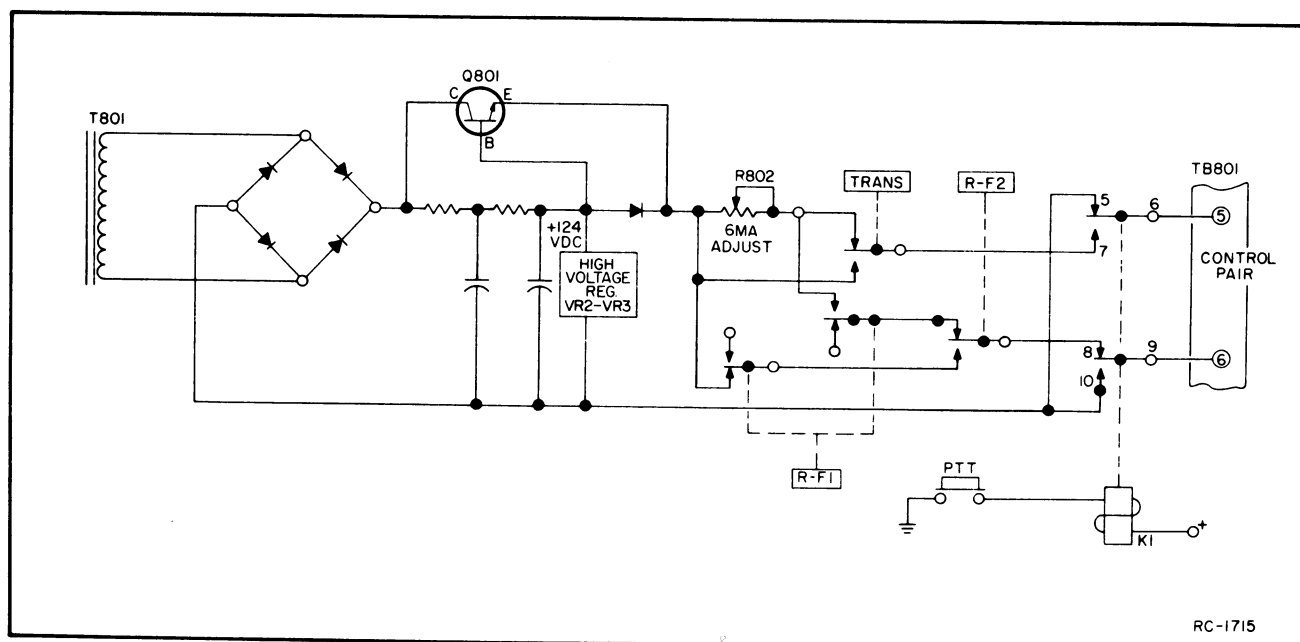 Q801
C
E
B
T801
R802
6MA
ADJUST
TRANS
R-F2
TB801
5
6
5
7
CONTROL
PAIR
+124
VDC
HIGH
VOLTAGE
REG.
VR2-VR3
8
9
6
10
R-F1
PTT
K1
+
RC-1715